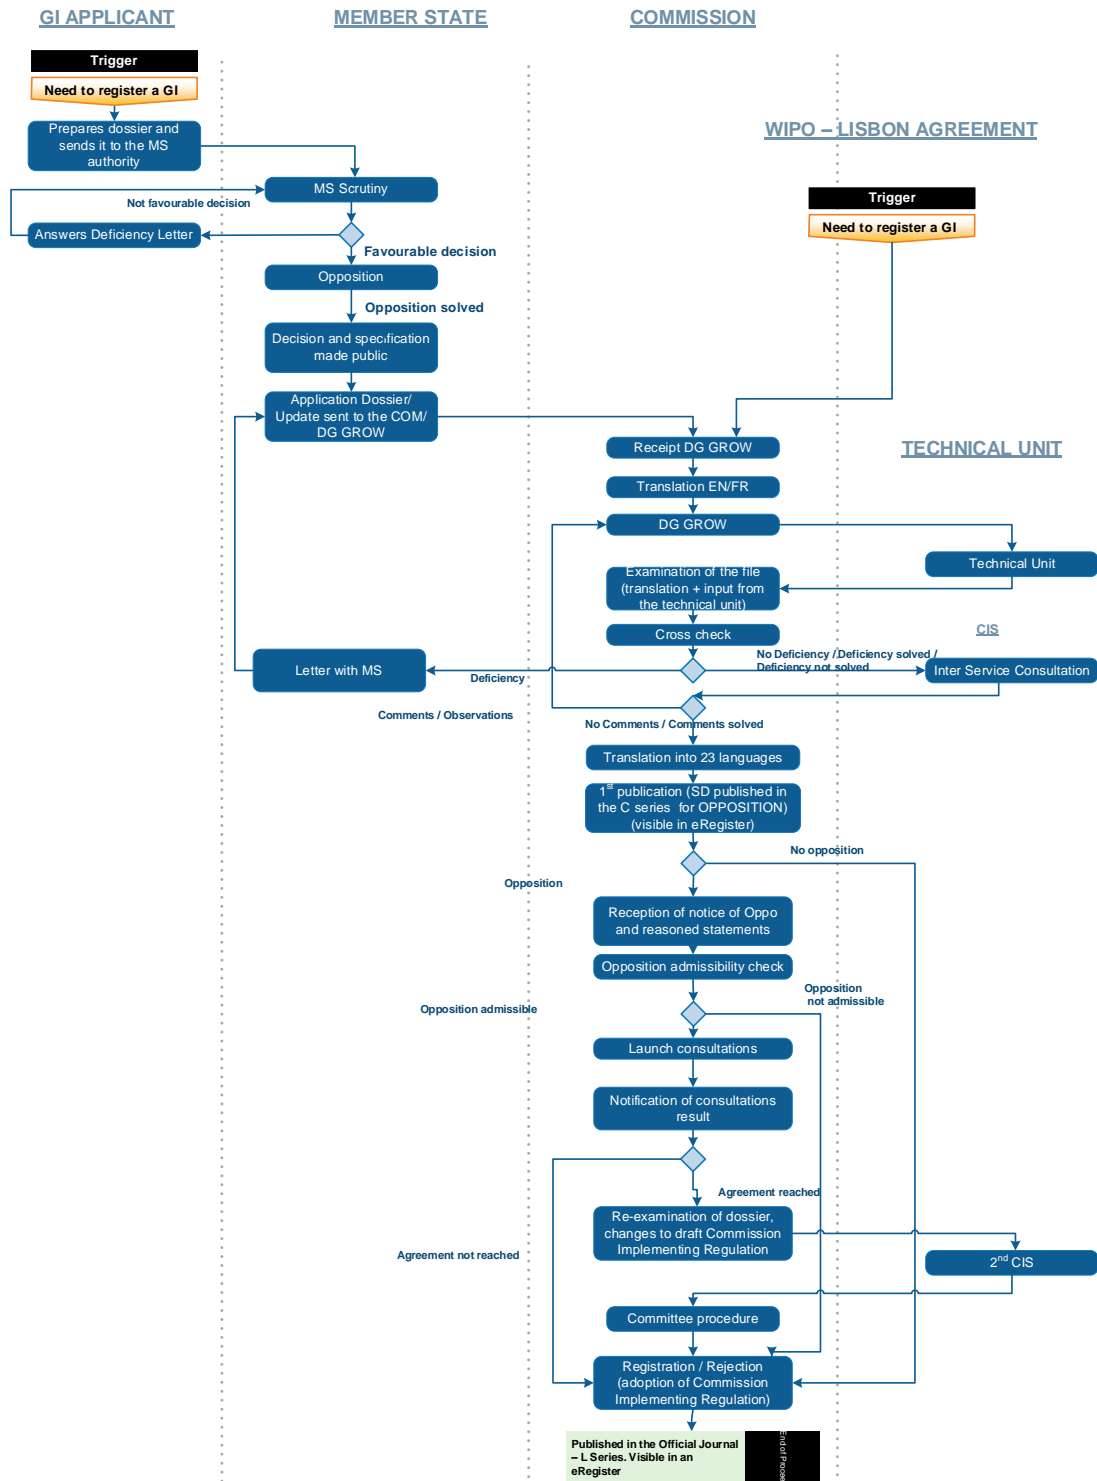 GI APPLICANT
MEMBER STATE
COMMISSION
Trigger
Need to register a GI
Prepares dossier and
sends it to the MS
authority
WIPO – LISBON AGREEMENT
MS Scrutiny
Trigger
Not favourable decision
Answers Deficiency Letter
Need to register a GI
Favourable decision
Opposition
Opposition solved
Decision and specification
made public
Application Dossier/
Update sent to the COM/
DG GROW
Receipt DG GROW
TECHNICAL UNIT
Translation EN/FR
DG GROW
Technical Unit
Examination of the file
(translation + input from
the technical unit)
Cross check
CIS
No Deficiency / Deficiency solved /
Deficiency not solved
Letter with MS
Deficiency
Inter Service Consultation
Comments / Observations
No Comments / Comments solved
Translation into 23 languages
1st publication (SD published in
the C series for OPPOSITION)
(visible in eRegister)
No opposition
Opposition
Reception of notice of Oppo
and reasoned statements
Opposition admissibility check
Opposition
not admissible
Opposition admissible
Launch consultations
Notification of consultations
result
Agreement reached
Re-examination of dossier,
changes to draft Commission
Implementing Regulation
Agreement not reached
2nd CIS
Committee procedure
Registration / Rejection
(adoption of Commission
Implementing Regulation)
Published in the Official Journal
– L Series. Visible in an
eRegister
End of Proce